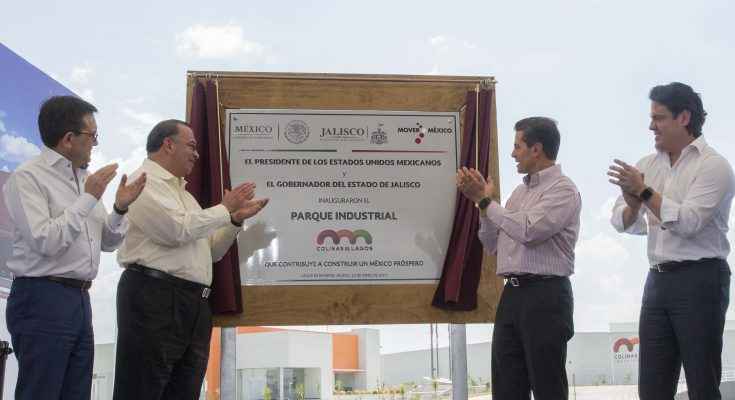 MÉXICO
JALISCO
MOVER A MÉXICO
EL PRESIDENTE DE LOS ESTADOS UNIDOS MEXICANOS
Y
EL GOBERNADOR DEL ESTADO DE JALISCO
INAUGURARON EL
PARQUE INDUSTRIAL
COLINAS DE LAGOS
QUE CONTRIBUYE A CONSTRUIR UN MÉXICO PRÓSPERO